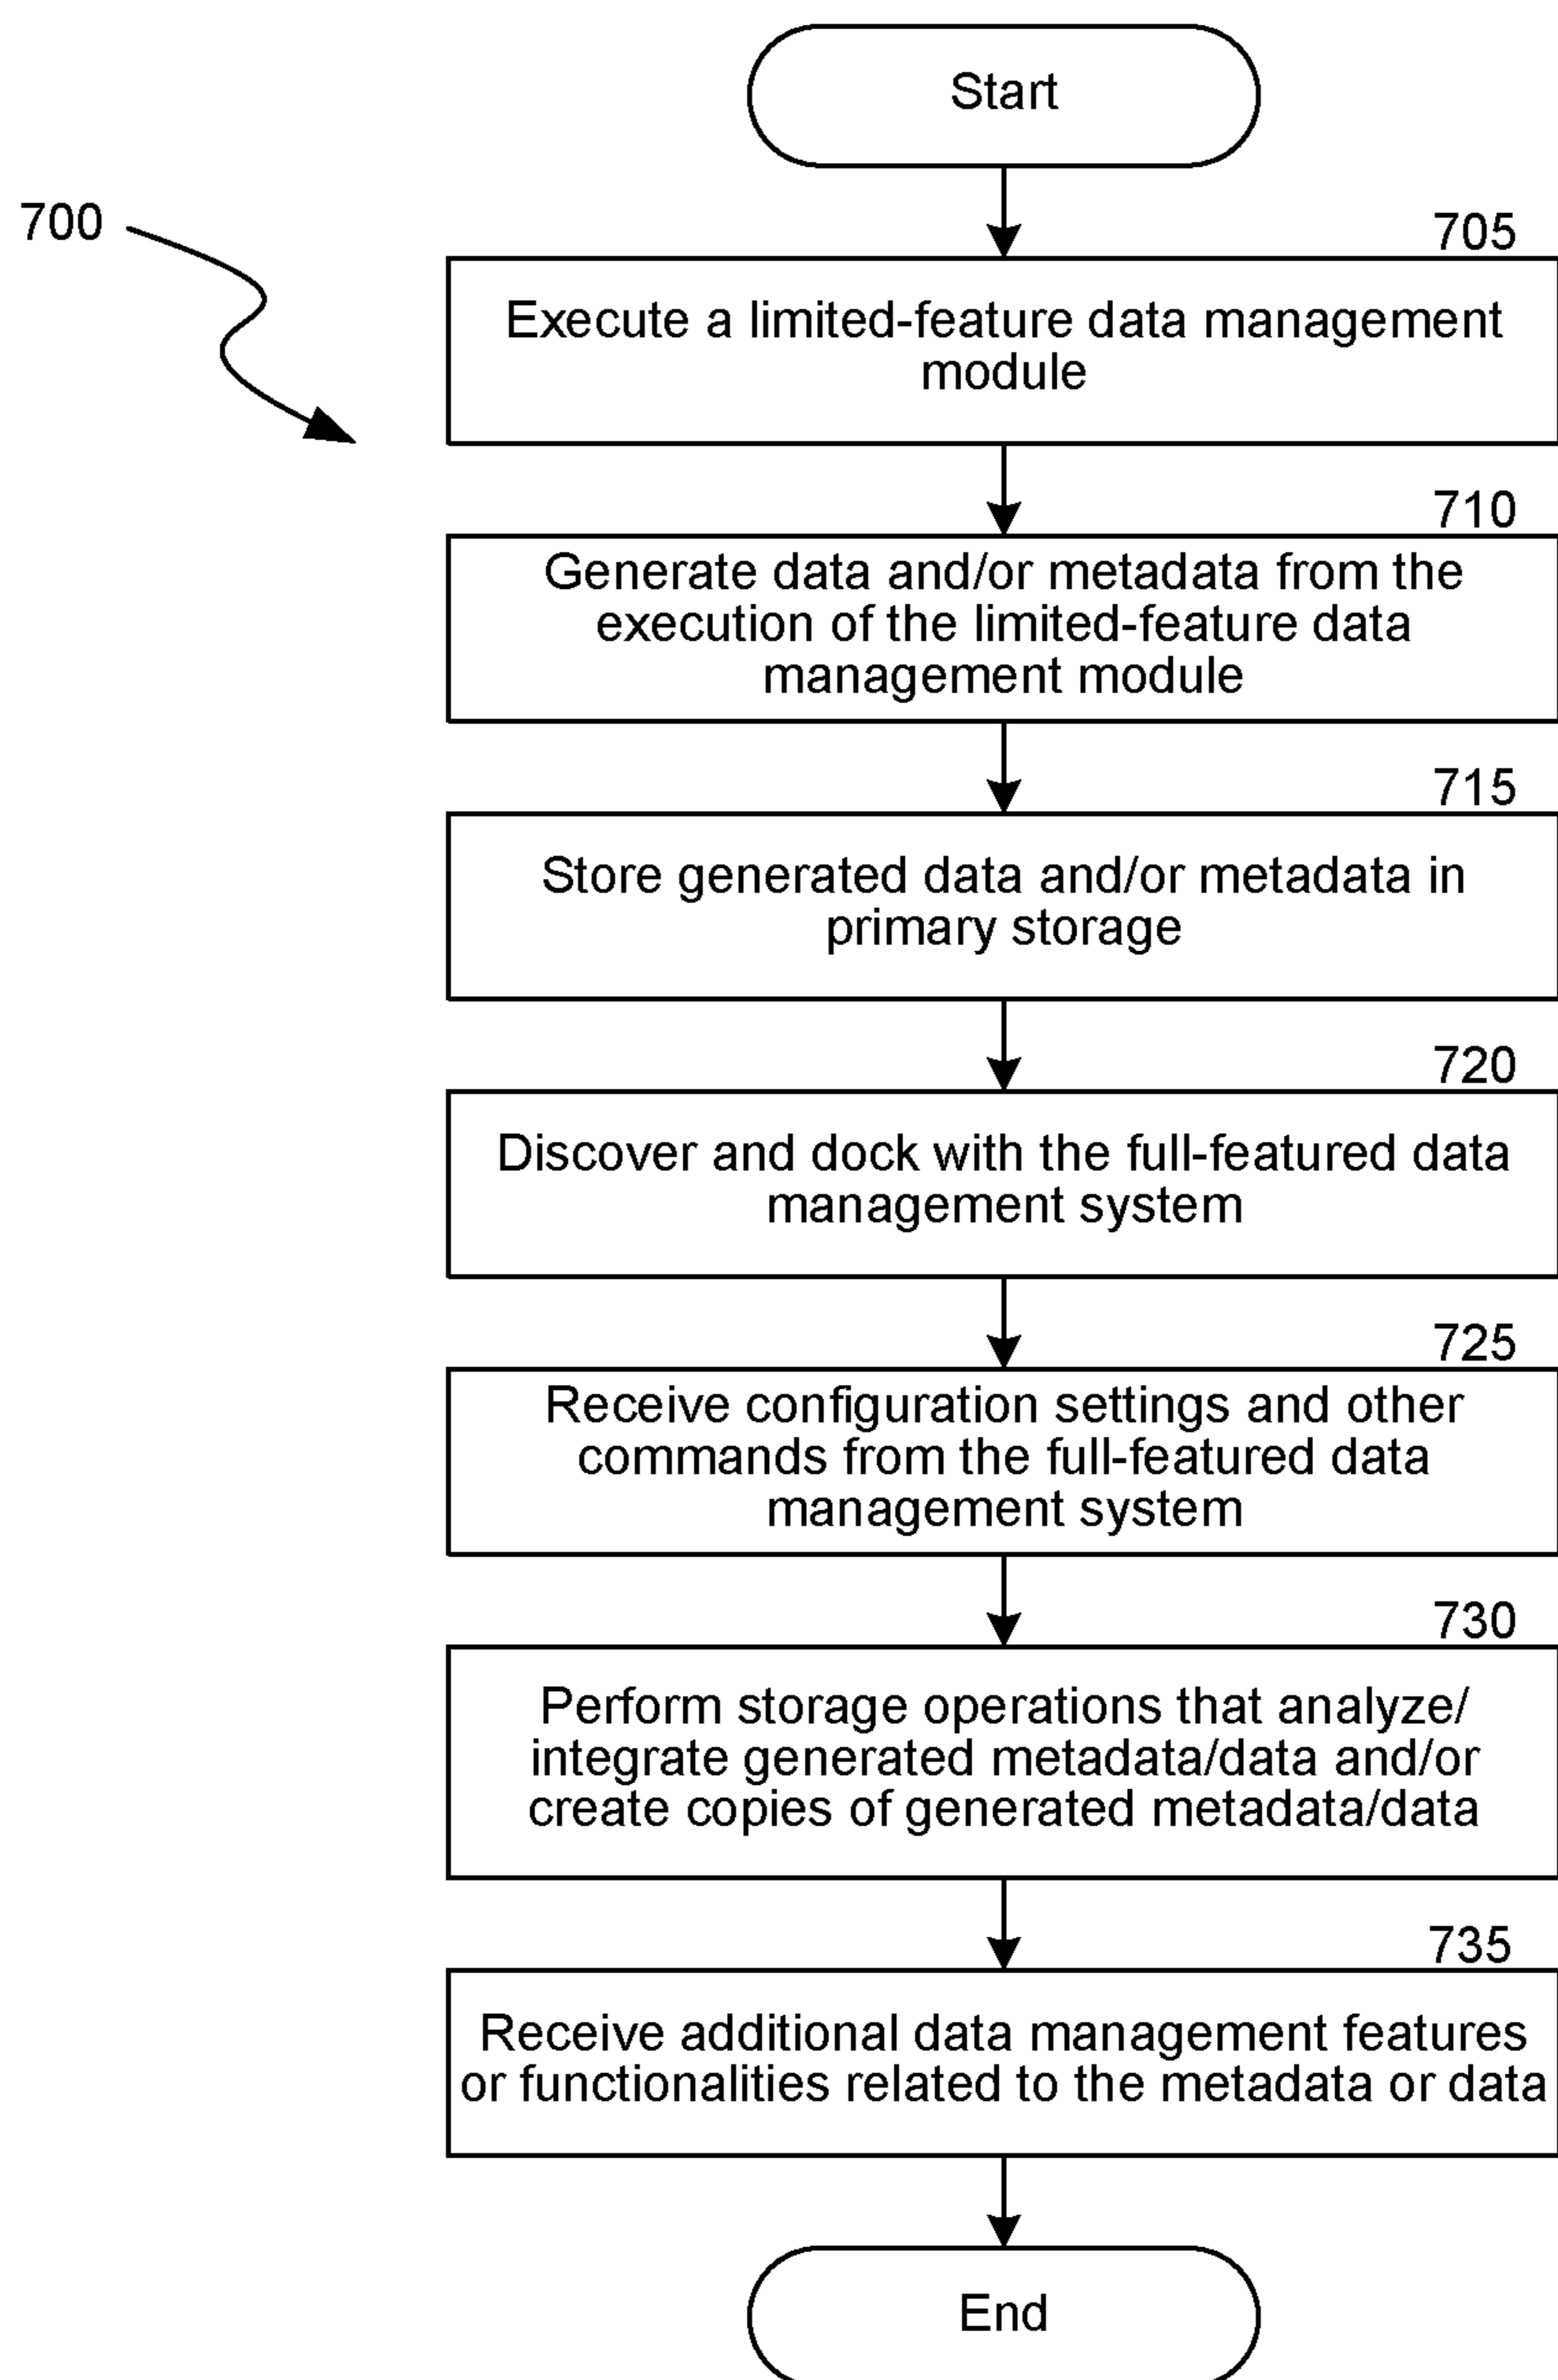 Start
700
705
Execute a limited-feature data management
module
710
Generate data and/or metadata from the
execution of the limited-feature data
management module
715
Store generated data and/or metadata in
primary storage
720
Discover and dock with the full-featured data
management system
725
Receive configuration settings and other
commands from the full-featured data
management system
730
Perform storage operations that analyze/
integrate generated metadata/data and/or
create copies of generated metadata/data
735
Receive additional data management features
or functionalities related to the metadata or data
End